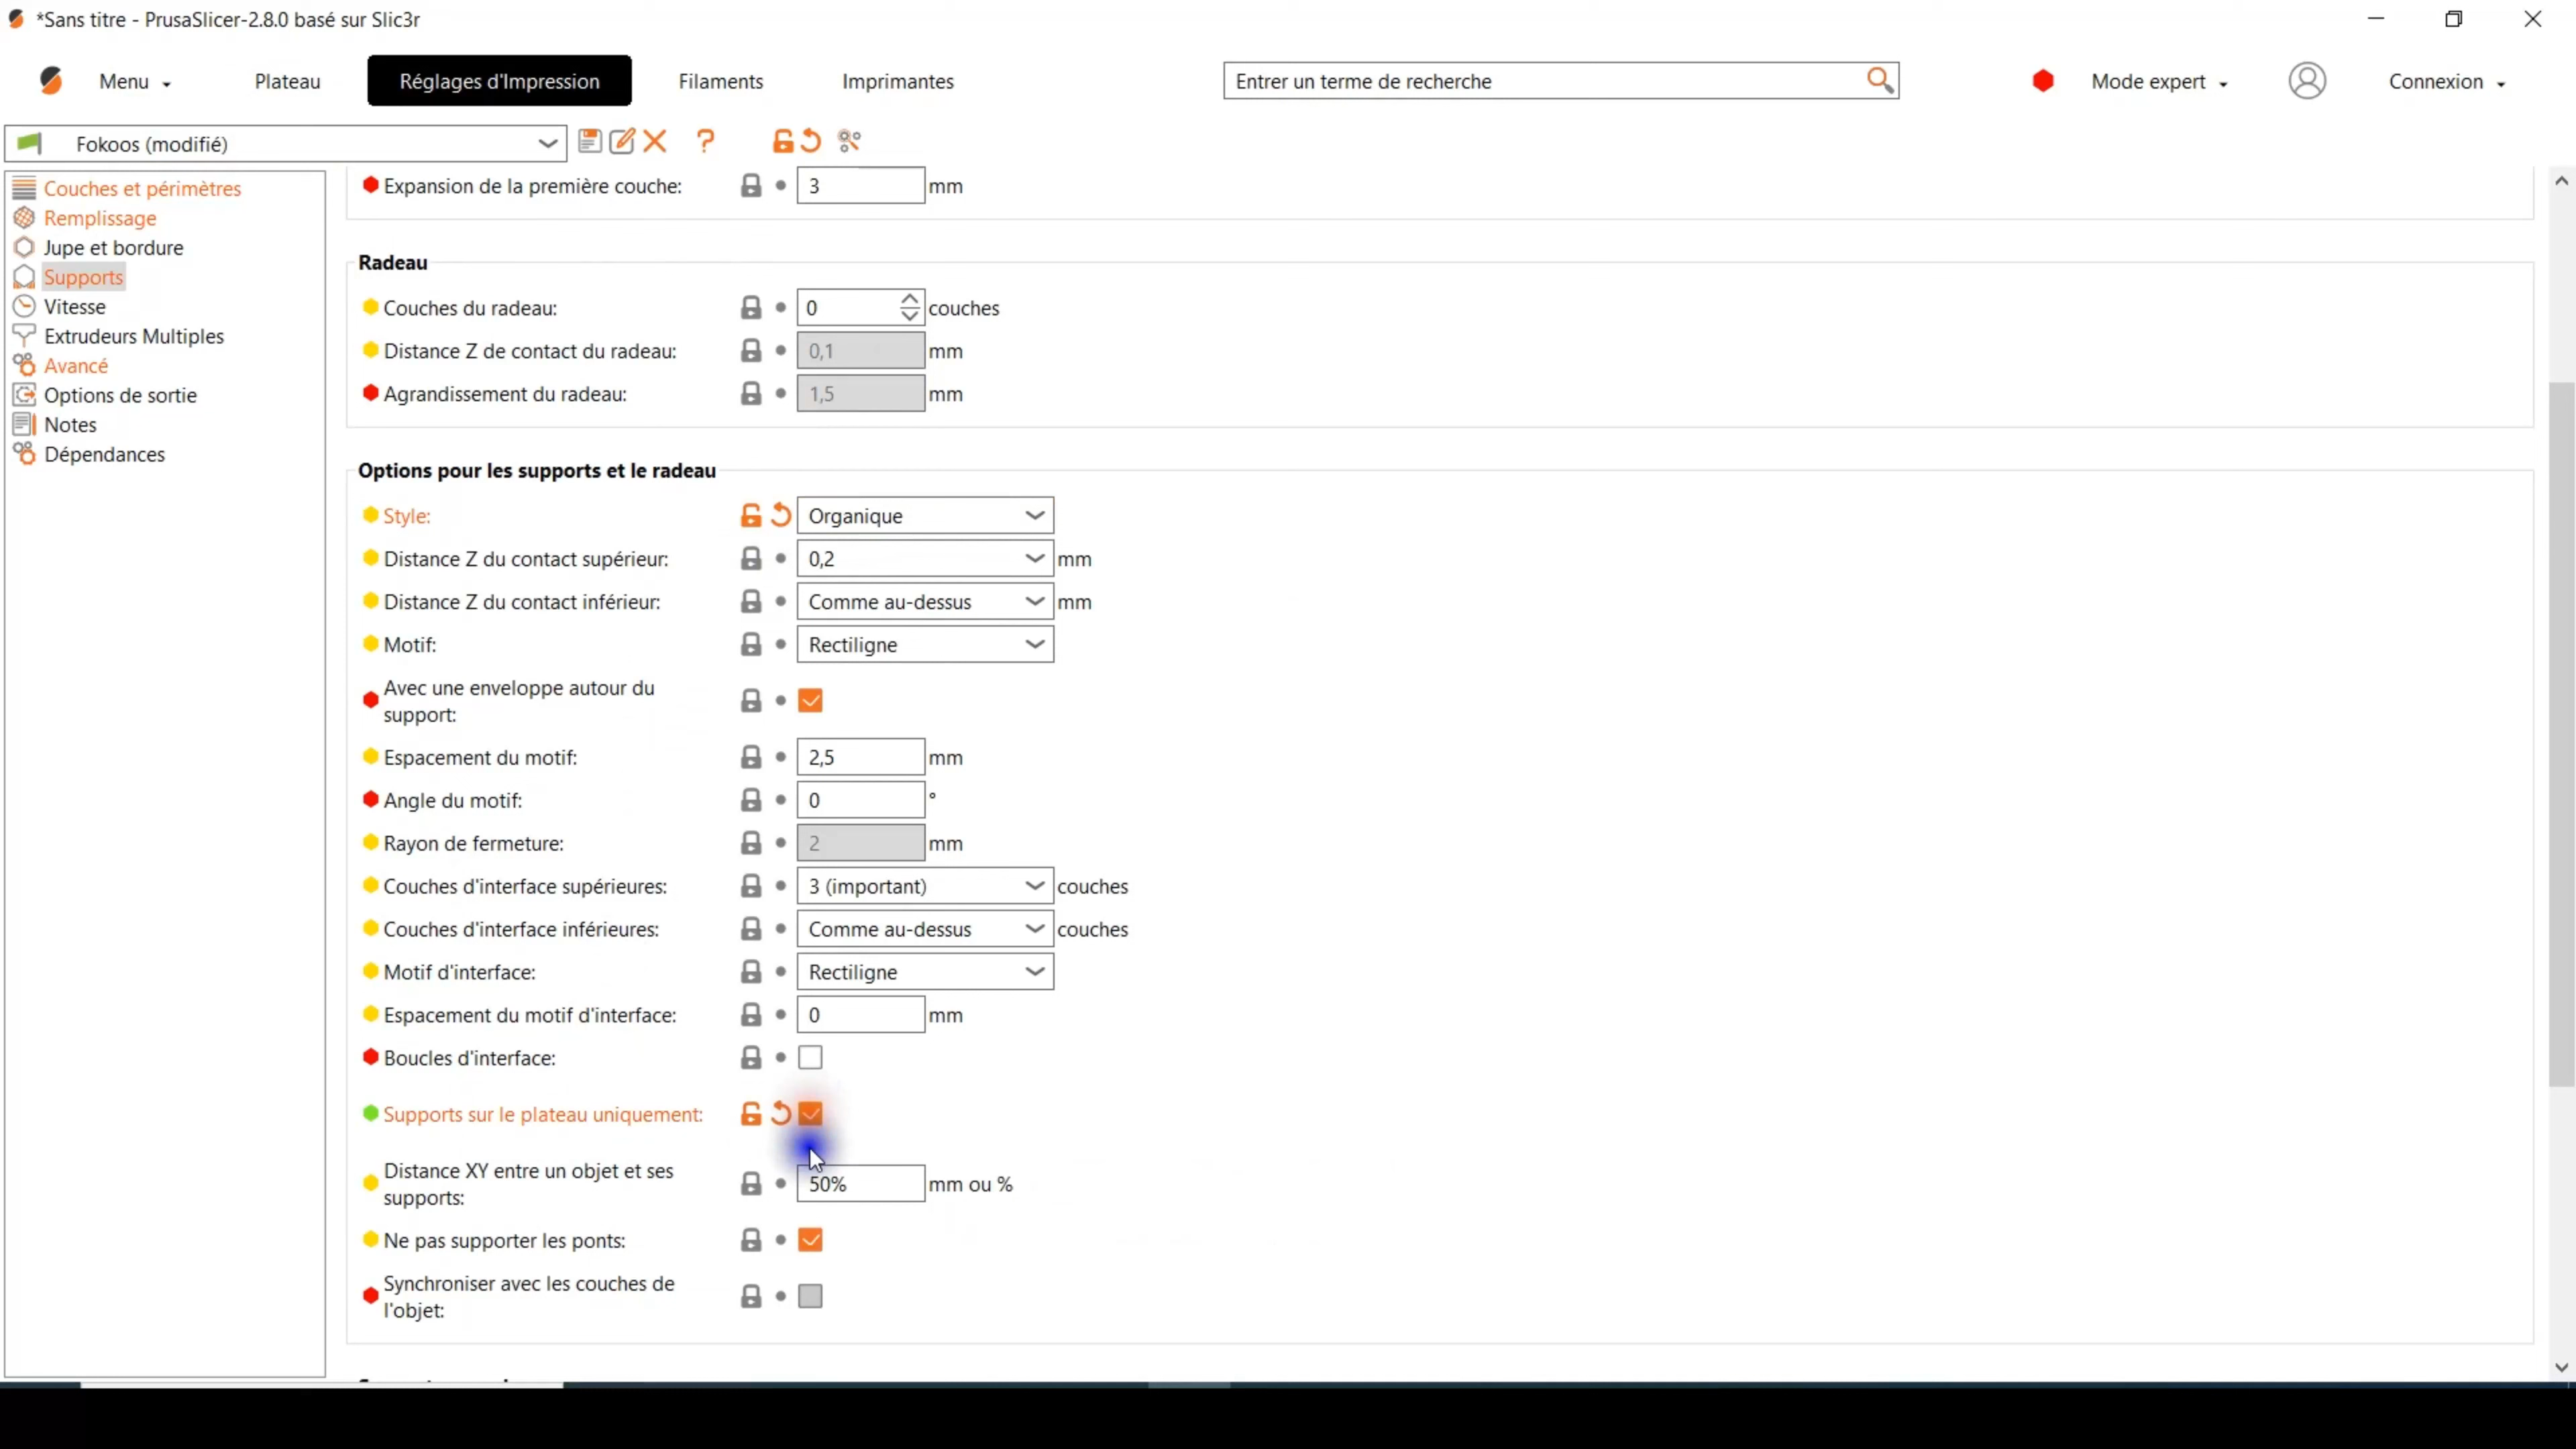 *Sans titre - PrusaSlicer-2.8.0 basé sur Slic3r
Menu Plateau Réglages d'Impression Filaments Imprimantes Entrer un terme de recherche Mode expert Connexion
Fokoos (modifié) ?
Couches et périmètres
Remplissage
Jupe et bordure
Supports
Vitesse
Extrudeurs Multiples
Avancé
Options de sortie
Notes
Dépendances
Expansion de la première couche: 3 mm
Radeau
Couches du radeau: 0 couches
Distance Z de contact du radeau: 0,1 mm
Agrandissement du radeau: 1,5 mm
Options pour les supports et le radeau
Style: Organique
Distance Z du contact supérieur: 0,2 mm
Distance Z du contact inférieur: Comme au-dessus mm
Motif: Rectiligne
Avec une enveloppe autour du
support:
Espacement du motif: 2,5 mm
Angle du motif: 0 °
Rayon de fermeture: 2 mm
Couches d'interface supérieures: 3 (important) couches
Couches d'interface inférieures: Comme au-dessus couches
Motif d'interface: Rectiligne
Espacement du motif d'interface: 0 mm
Boucles d'interface:
Supports sur le plateau uniquement:
Distance XY entre un objet et ses
supports: 50% mm ou %
Ne pas supporter les ponts:
Synchroniser avec les couches de
l'objet: